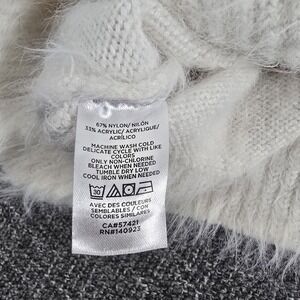 67% NYLON/ NILÓN
33% ACRYLIC/ ACRYLIQUE/
ACRÍLICO
MACHINE WASH COLD
DELICATE CYCLE WITH LIKE
COLORS
ONLY NON-CHLORINE
BLEACH WHEN NEEDED
TUMBLE DRY LOW
COOL IRON WHEN NEEDED
30
AVEC DES COULEURS
SEMBLABLES / CON
COLORES SIMILARES
CA#57421
RN#140923